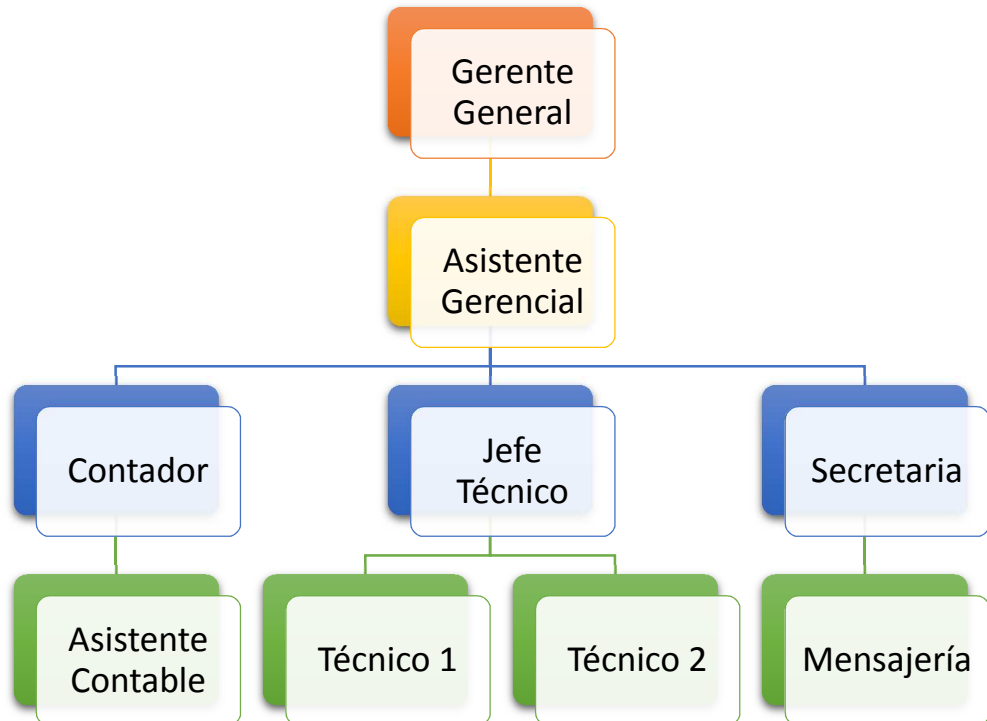 Gerente
General
Asistente
Gerencial
Contador
Jefe
Técnico
Secretaria
Asistente
Contable
Técnico 1
Técnico 2
Mensajería